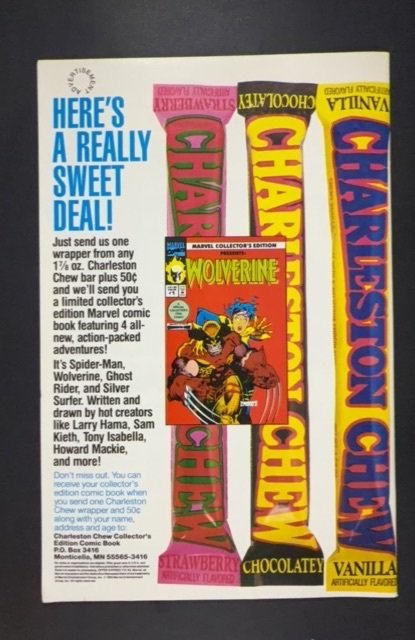 ADVERTISEMENT
HERE'S
A REALLY
SWEET
DEAL!
Just send us one
wrapper from any
1⅞ oz. Charleston
Chew bar plus 50¢
and we'll send you
a limited collector's
edition Marvel comic
book featuring 4 all-
new, action-packed
adventures!
It's Spider-Man,
Wolverine, Ghost
Rider, and Silver
Surfer. Written and
drawn by hot creators
like Larry Hama, Sam
Kieth, Tony Isabella,
Howard Mackie,
and more!
Don't miss out. You can
receive your collector's
edition comic book when
you send one Charleston
Chew wrapper and 50¢
along with your name,
address and age to:
Charleston Chew Collector's
Edition Comic Book
P.O. Box 3416
Monticello, MN 55565-3416
STRAWBERRY
ARTIFICIALLY FLAVORED
CHARLESTON CHEW
STRAWBERRY
ARTIFICIALLY FLAVORED
CHOCOLATEY
CHARLESTON CHEW
CHOCOLATEY
VANILLA
ARTIFICIALLY FLAVORED
CHARLESTON CHEW
VANILLA
ARTIFICIALLY FLAVORED
MARVEL
MARVEL COLLECTOR'S EDITION
PRESENTS:
WOLVERINE
#1